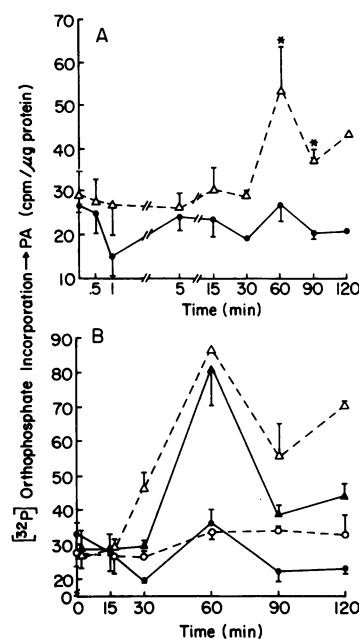 [32P] Orthophosphate Incorporation → PA (cpm/μg protein)
A
70
60
50
40
30
20
10
* *
0 .5 1 5 15 30 60 90 120
Time (min)
B
90
80
70
60
50
40
30
20
0
0 15 30 60 90 120
Time (min)